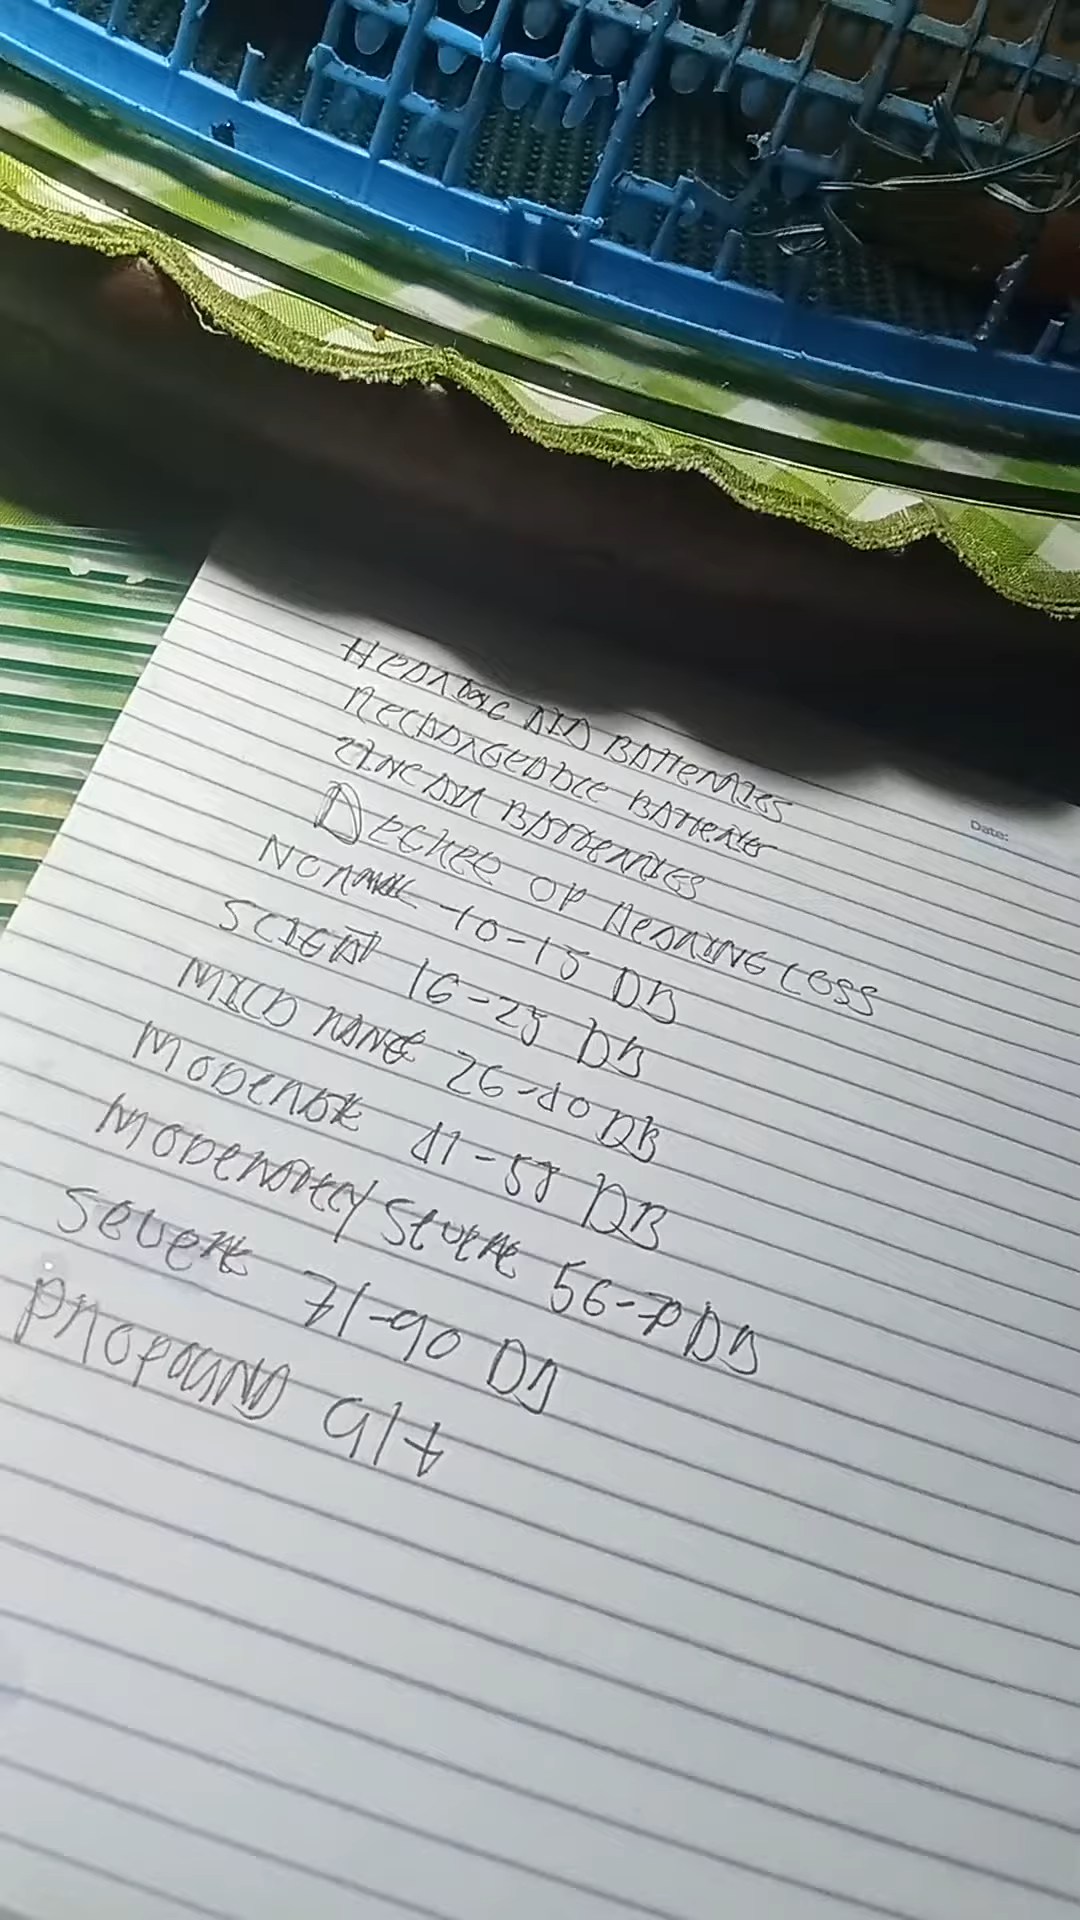 Hearing AID BATTERIES
RECHARGEABLE BATTERIES
ZINC AIR BATTERIES
Date:
DEGREE OF HEARING LOSS
NORMAL -10-15 DB
SLIGHT 16-25 DB
MILD RANGE 26-40 DB
MODERATE 41-55 DB
MODERATELY SEVERE 56-70 DB
SEVERE 71-90 DB
PROFOUND 91+